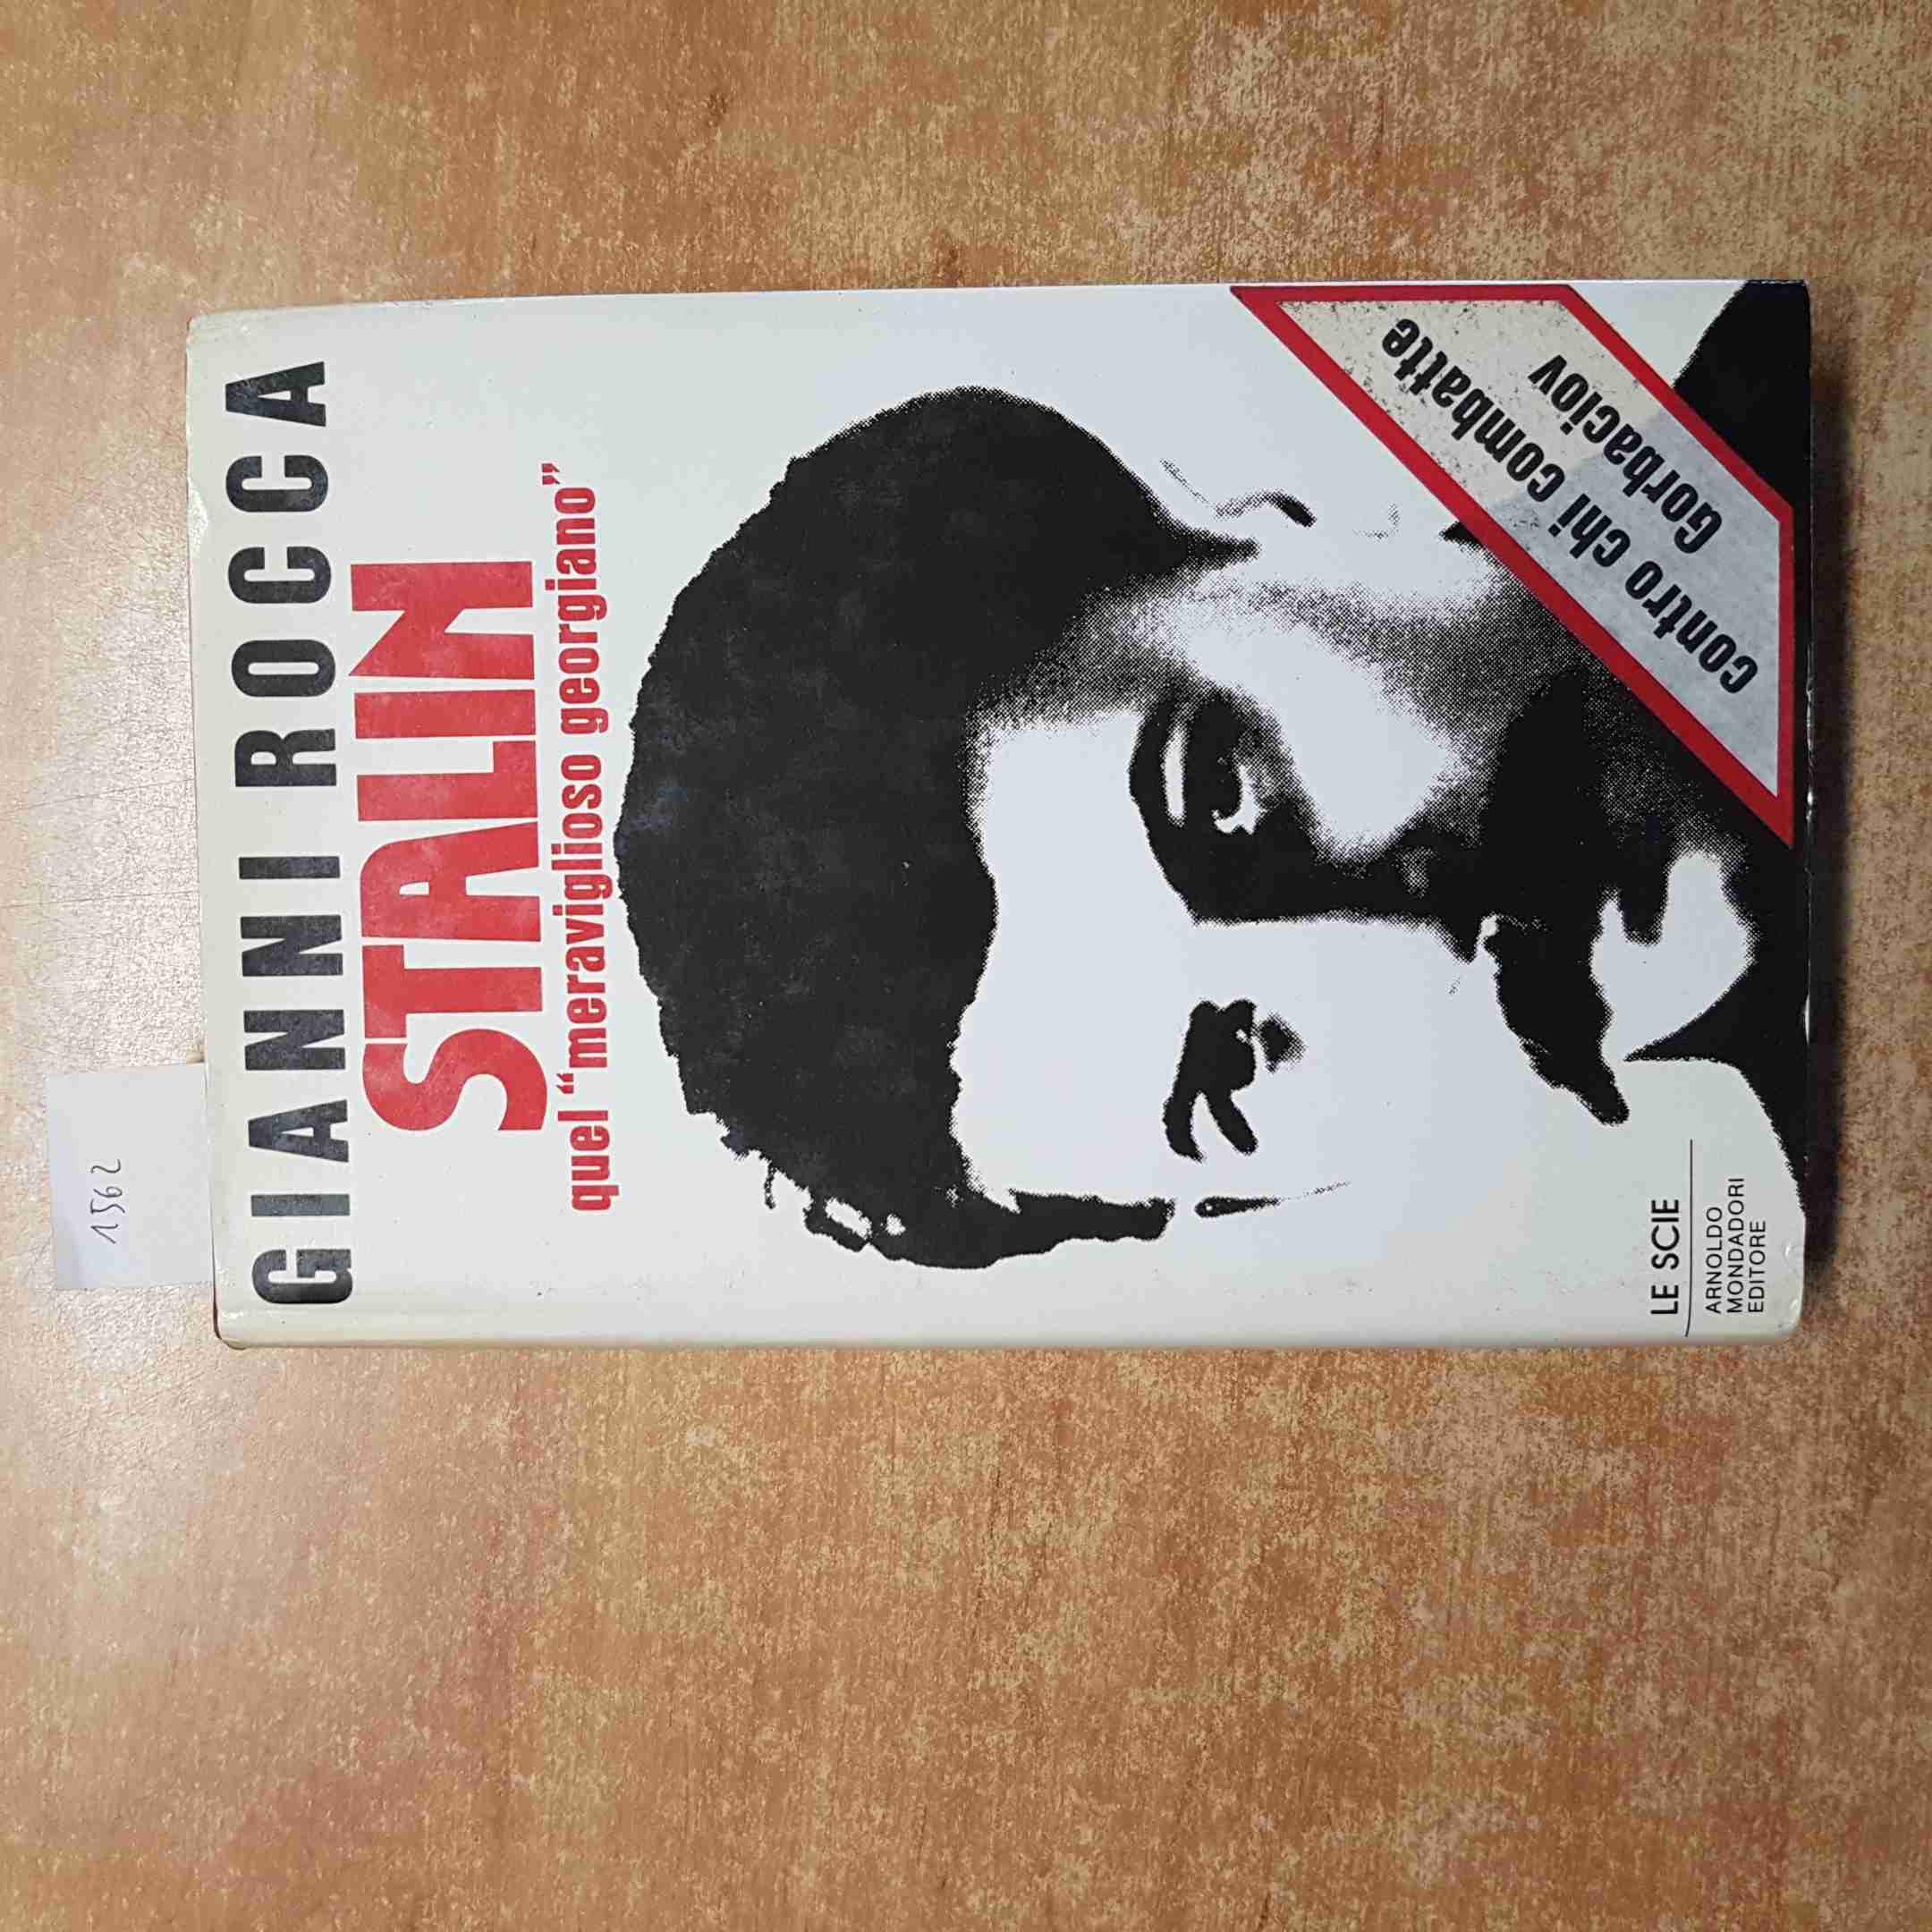 1562
GIANNI ROCCA
STALIN
quel “meraviglioso georgiano”
contro chi combatte
Gorbaciov
LE SCIE
ARNOLDO
MONDADORI
EDITORE